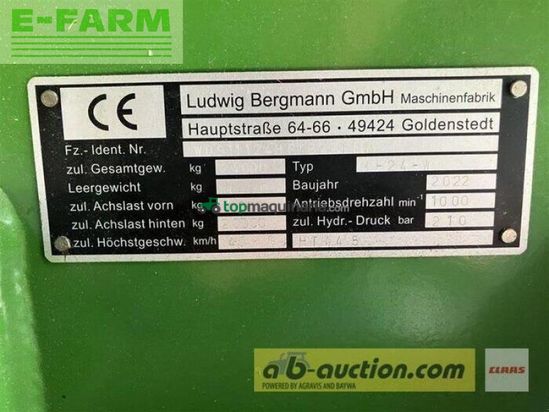 E-FARM
CE
Ludwig Bergmann GmbH Maschinenfabrik
Hauptstraße 64-66 · 49424 Goldenstedt
Fz.- Ident. Nr.
zul. Gesamtgew. kg Typ
Leergewicht kg Baujahr 2022
zul. Achslast vorn kg Antriebsdrehzahl min⁻¹ 1000
zul. Achslast hinten kg zul. Hydr.- Druck bar 210
zul. Höchstgeschw. km/h
topmaquinaria.com
ab-auction.com
POWERED BY AGRAVIS AND BAYWA
CLAAS